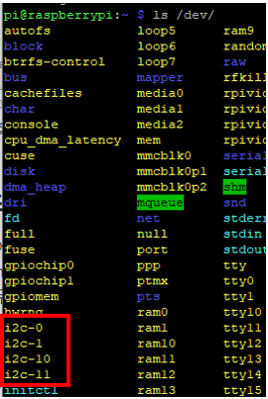 pi@raspberrypi:~ $ ls /dev/
autofs loop5 ram9
block loop6 random
btrfs-control loop7 raw
bus mapper rfkill
cachefiles media0 rpivid
char media1 rpivid
console media2 rpivid
cpu_dma_latency mem rpivid
cuse mmcblk0 serial
disk mmcblk0p1 serial
dma_heap mmcblk0p2 shm
dri mqueue snd
fd net stderr
full null stdin
fuse port stdout
gpiochip0 ppp tty
gpiochip1 ptmx tty0
gpiomem pts tty1
hwrng ram0 tty10
i2c-0 ram1 tty11
i2c-1 ram10 tty12
i2c-10 ram11 tty13
i2c-11 ram12 tty14
initctl ram13 tty15